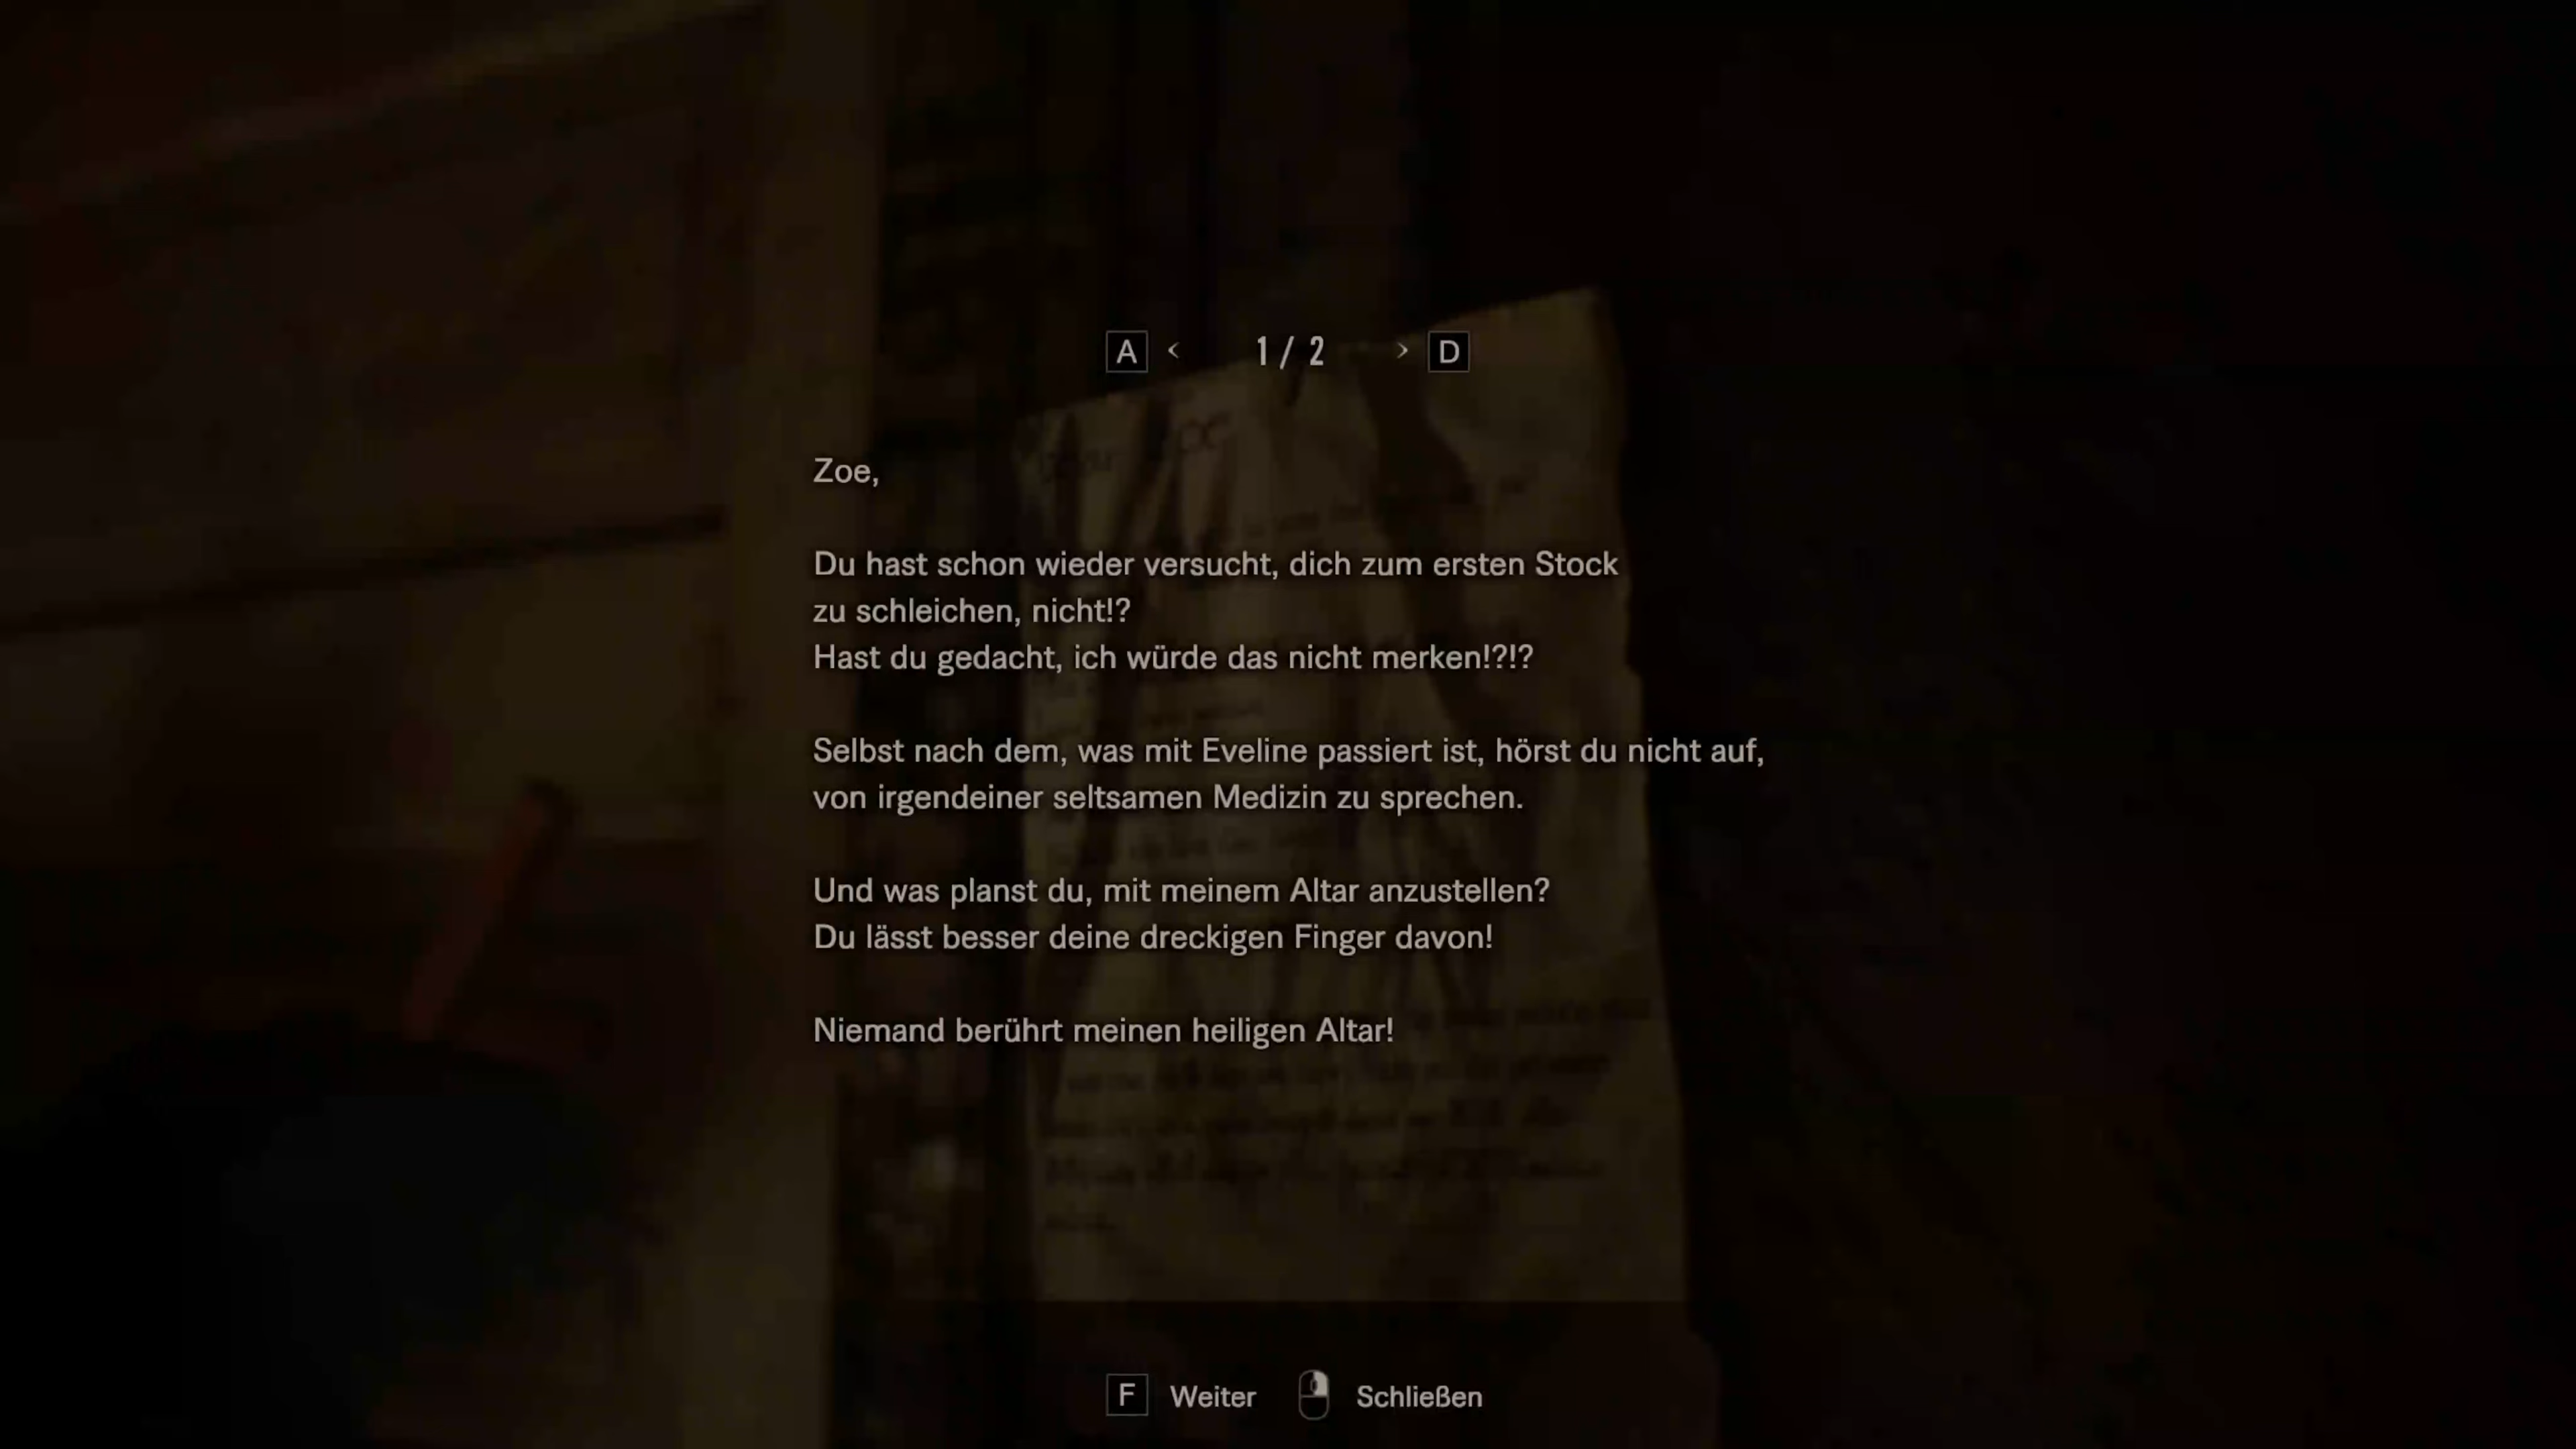 A < 1 / 2 > D
Zoe,
Du hast schon wieder versucht, dich zum ersten Stock
zu schleichen, nicht!?
Hast du gedacht, ich würde das nicht merken!?!?
Selbst nach dem, was mit Eveline passiert ist, hörst du nicht auf,
von irgendeiner seltsamen Medizin zu sprechen.
Und was planst du, mit meinem Altar anzustellen?
Du lässt besser deine dreckigen Finger davon!
Niemand berührt meinen heiligen Altar!
F Weiter Schließen